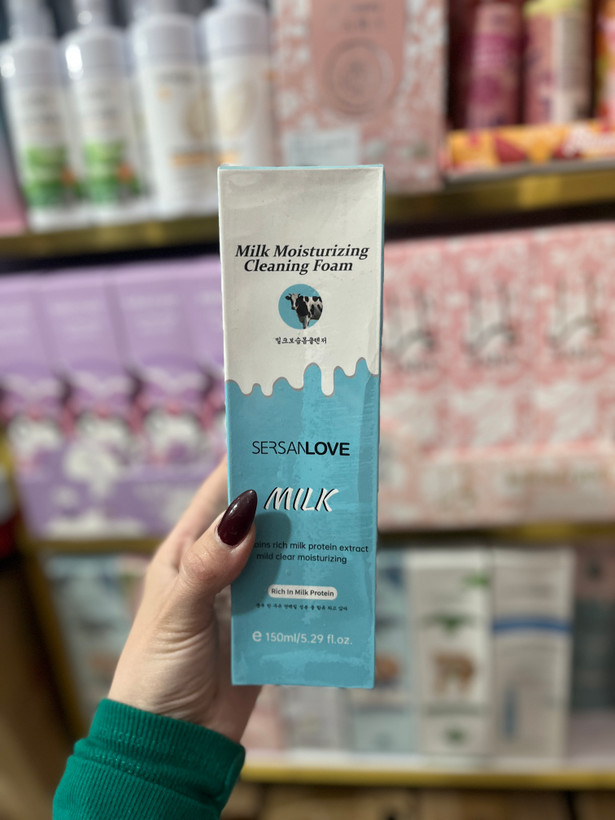 Milk Moisturizing
Cleaning Foam
밀크보습폼클렌저
SERSANLOVE
MILK
rich milk protein extract
mild clear moisturizing
Rich In Milk Protein
e 150ml/5.29 fl.oz.